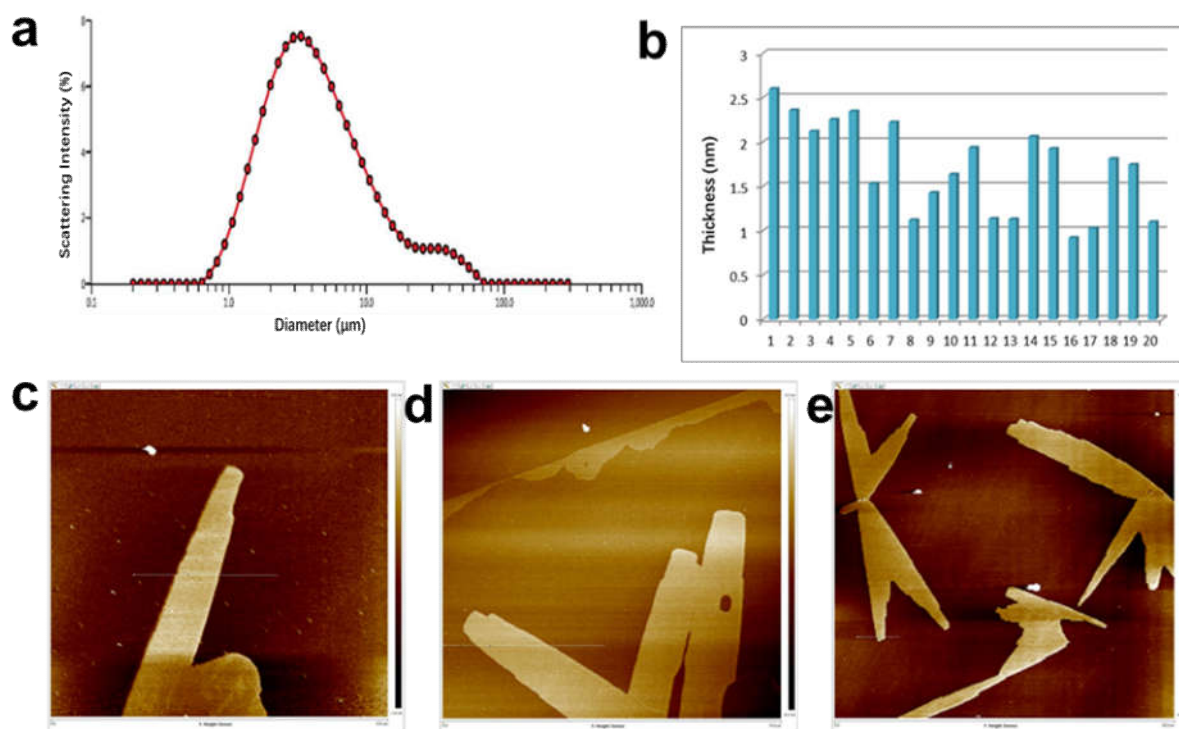 a
Scattering Intensity (%)
8
6
4
2
0
0.1 1.0 10.0 100.0 1,000.0
Diameter (μm)
b
Thickness (nm)
3
2.5
2
1.5
1
0.5
0
1 2 3 4 5 6 7 8 9 10 11 12 13 14 15 16 17 18 19 20
c
d
e